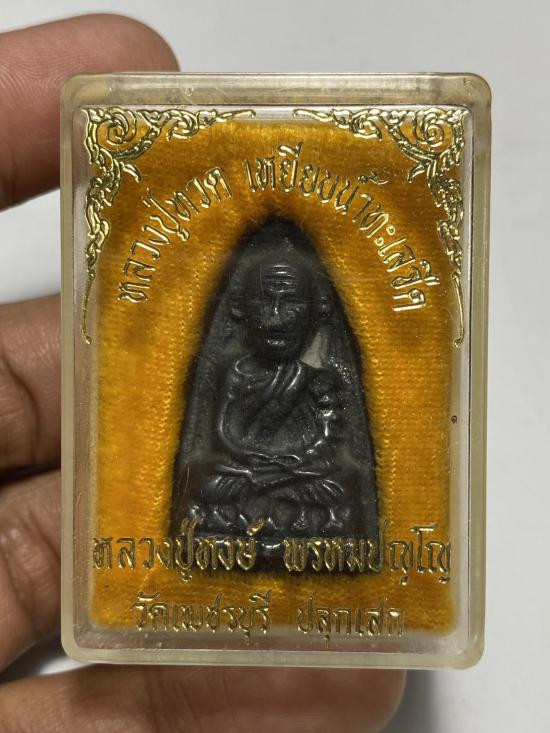 หลวงปู่ทวด เหยียบน้ำทะเลจืด
หลวงปู่หงษ์ พรหมปัญโญ
วัดเพชรบุรี ปลุกเสก